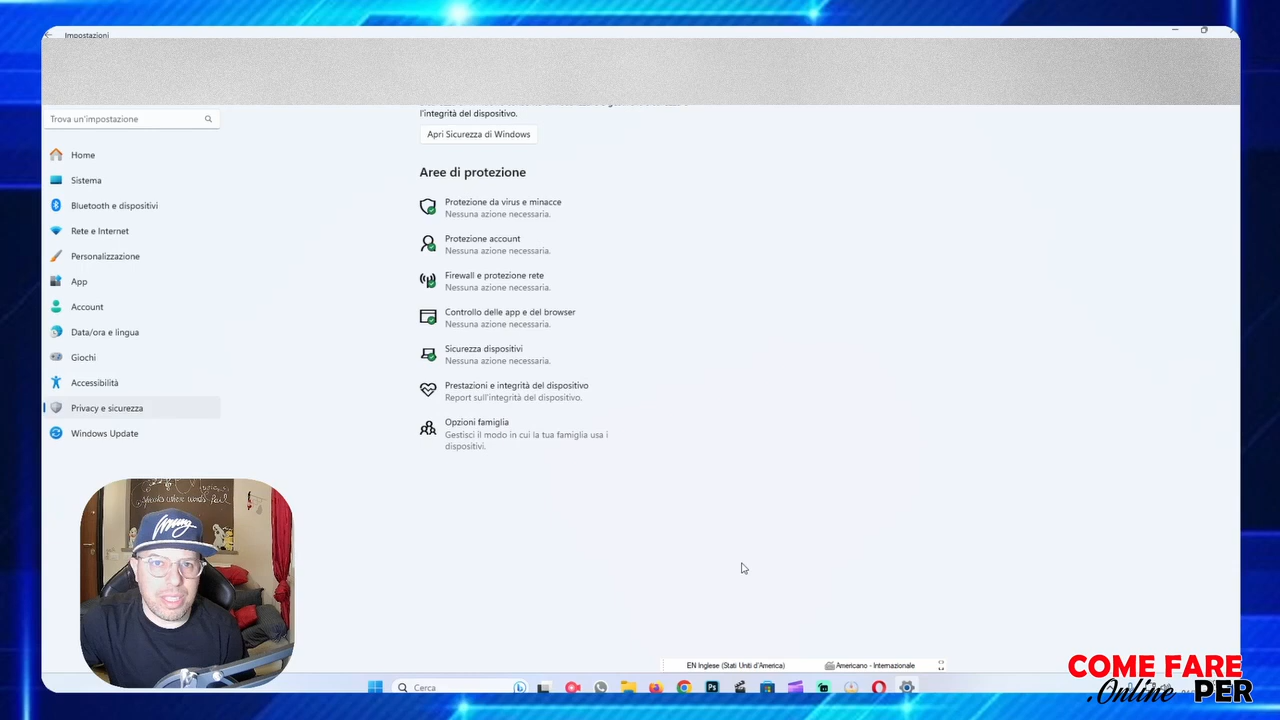 Impostazioni
Trova un'impostazione
l'integrità del dispositivo.
Apri Sicurezza di Windows
Home
Sistema
Bluetooth e dispositivi
Rete e Internet
Personalizzazione
App
Account
Data/ora e lingua
Giochi
Accessibilità
Privacy e sicurezza
Windows Update
Aree di protezione
Protezione da virus e minacce
Nessuna azione necessaria.
Protezione account
Nessuna azione necessaria.
Firewall e protezione rete
Nessuna azione necessaria.
Controllo delle app e del browser
Nessuna azione necessaria.
Sicurezza dispositivi
Nessuna azione necessaria.
Prestazioni e integrità del dispositivo
Report sull'integrità del dispositivo.
Opzioni famiglia
Gestisci il modo in cui la tua famiglia usa i
dispositivi.
EN Inglese (Stati Uniti d'America)
Americano - Internazionale
Cerca
Ps
COME FARE
.Online PER